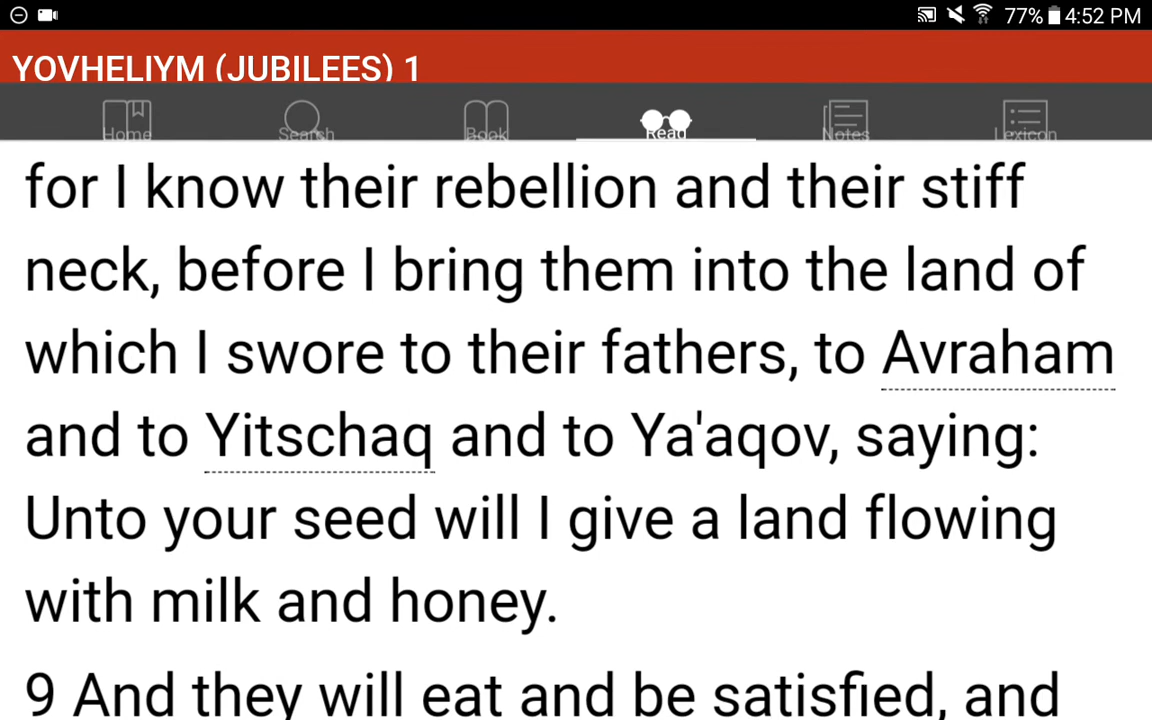 77% 4:52 PM
YOVHELIYM (JUBILEES) 1
Home Search Book Read Notes Lexicon
for I know their rebellion and their stiff
neck, before I bring them into the land of
which I swore to their fathers, to Avraham
and to Yitschaq and to Ya'aqov, saying:
Unto your seed will I give a land flowing
with milk and honey.
9 And they will eat and be satisfied, and